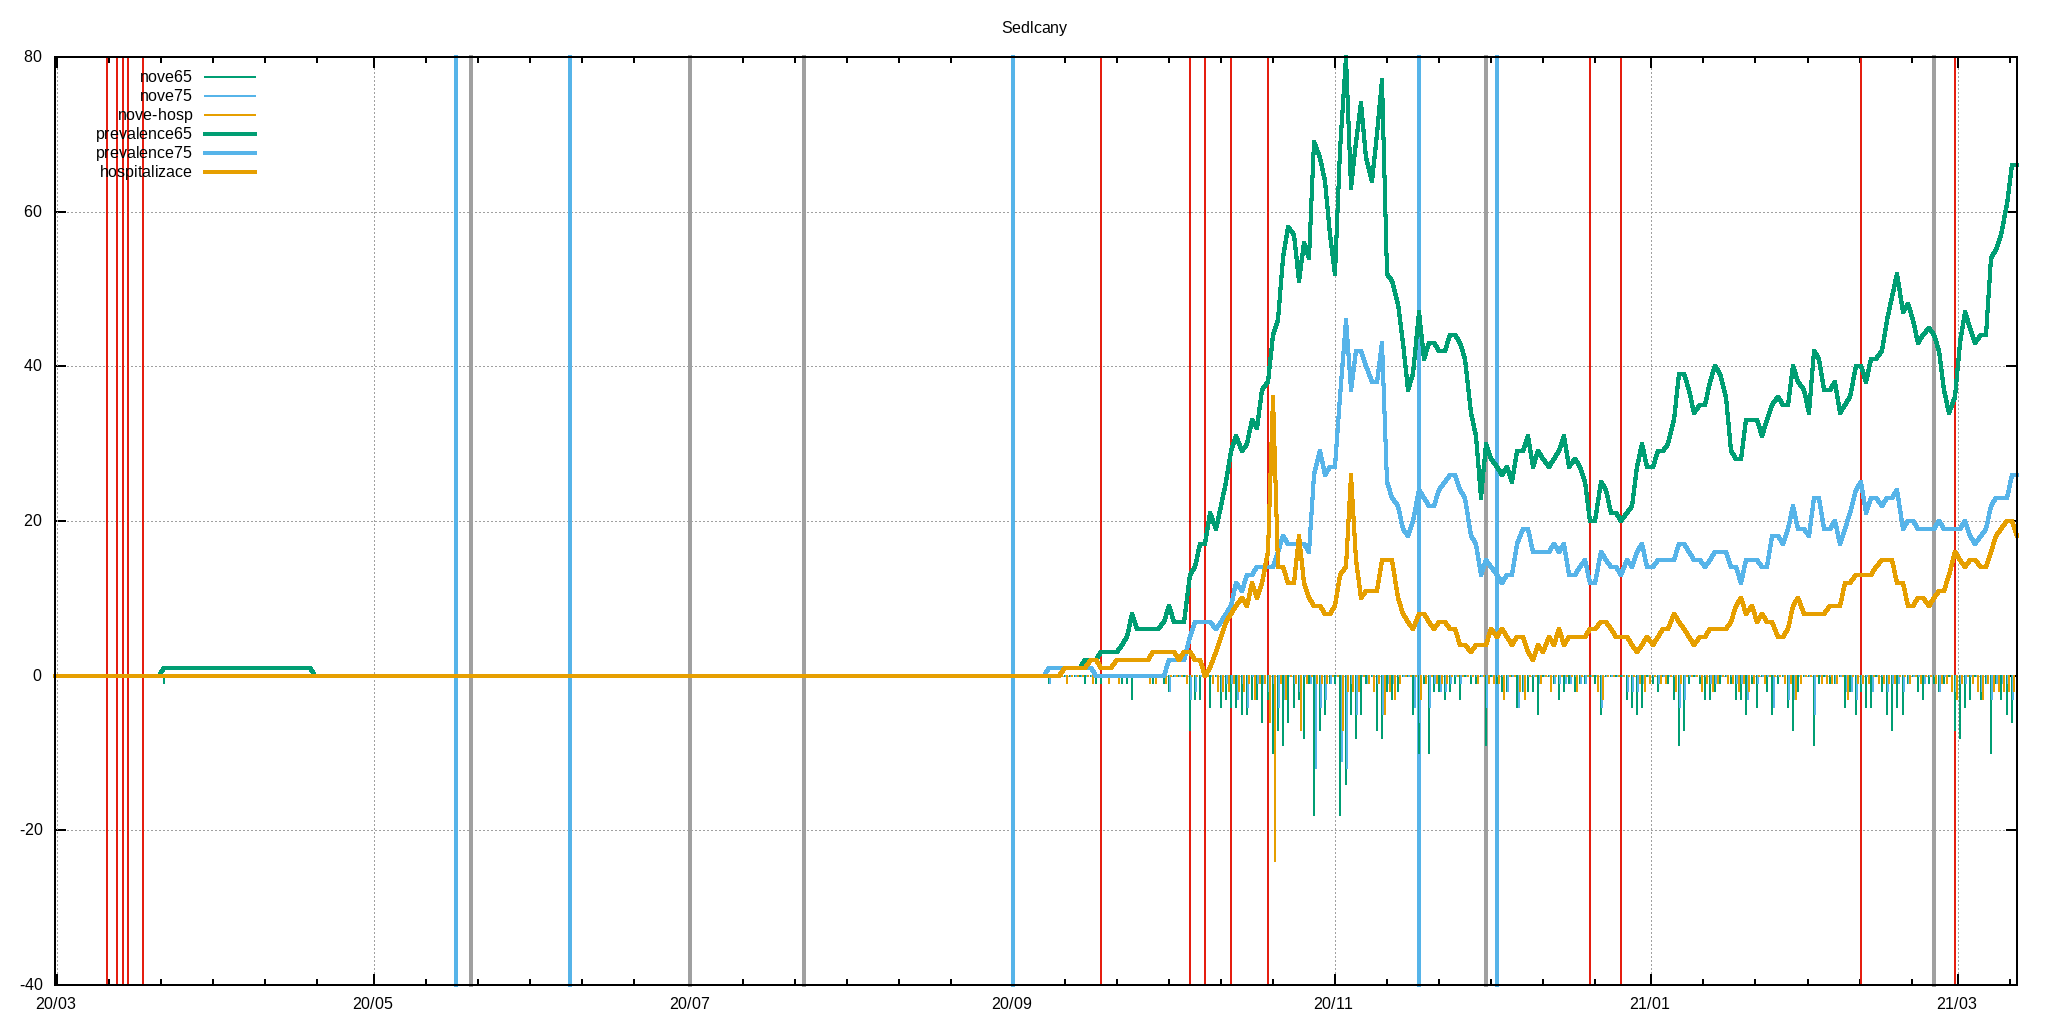 Sedlcany
80
nove65
nove75
nove-hosp
prevalence65
prevalence75
hospitalizace
60
40
20
0
-20
-40
20/03 20/05 20/07 20/09 20/11 21/01 21/03